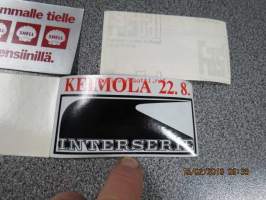 mmalle tielle
SHELL SHELL SHELL
ensiinillä.
KEIMOLA 22.8.
INTERSERIE